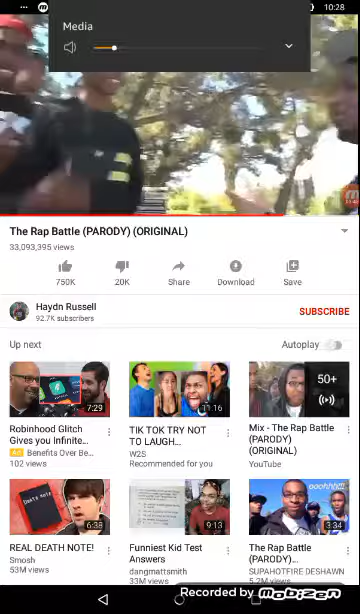 10:28
Media
The Rap Battle (PARODY) (ORIGINAL)
33,093,395 views
750K
20K
Share
Download
Save
Haydn Russell
92.7K subscribers
SUBSCRIBE
Up next
Autoplay
7:29
11:16
50+
Robinhood Glitch
Gives you Infinite...
Ad Benefits Over Be...
102 views
TIK TOK TRY NOT
TO LAUGH...
W2S
Recommended for you
Mix - The Rap Battle
(PARODY)
(ORIGINAL)
YouTube
Death Note
6:38
9:13
ooohhhh!!!
3:34
REAL DEATH NOTE!
Smosh
53M views
Funniest Kid Test
Answers
dangmattsmith
33M views
The Rap Battle
(PARODY)
SUPAHOTFIRE DESHAWN
5.2M views
Recorded by Mobizen